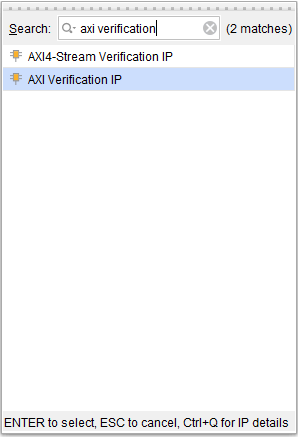 Search: axi verification (2 matches)
AXI4-Stream Verification IP
AXI Verification IP
ENTER to select, ESC to cancel, Ctrl+Q for IP details